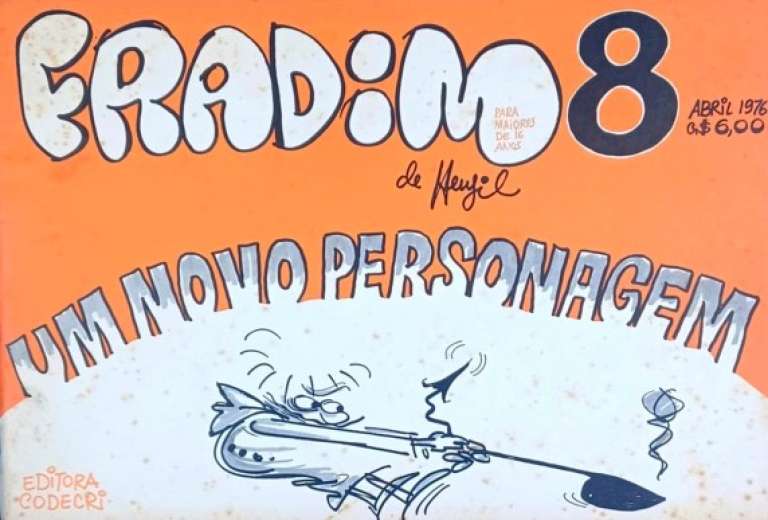 FRADiM 8
PARA
MAIORES
DE 16
ANOS
ABRIL 1976
CR$ 6,00
de Henfil
UM NOVO PERSONAGEM
EDITORA
CODECRI